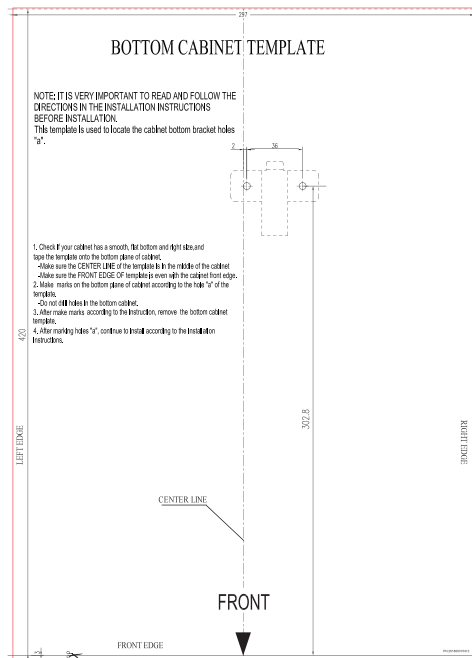 297
BOTTOM CABINET TEMPLATE
NOTE: IT IS VERY IMPORTANT TO READ AND FOLLOW THE
DIRECTIONS IN THE INSTALLATION INSTRUCTIONS
BEFORE INSTALLATION.
This template is used to locate the cabinet bottom bracket holes
"a".
2
36
1. Check if your cabinet has a smooth, flat bottom and right size,and
tape the template onto the bottom plane of cabinet.
-Make sure the CENTER LINE of the template is in the middle of the cabinet
-Make sure the FRONT EDGE OF template is even with the cabinet front edge.
2. Make marks on the bottom plane of cabinet according to the hole "a" of the
template.
-Do not drill holes in the bottom cabinet.
3. After make marks according to the instruction, remove the bottom cabinet
template.
4. After marking holes "a", continue to install according to the installation
instructions.
420
302.8
LEFT EDGE
RIGHT EDGE
CENTER LINE
FRONT
FRONT EDGE